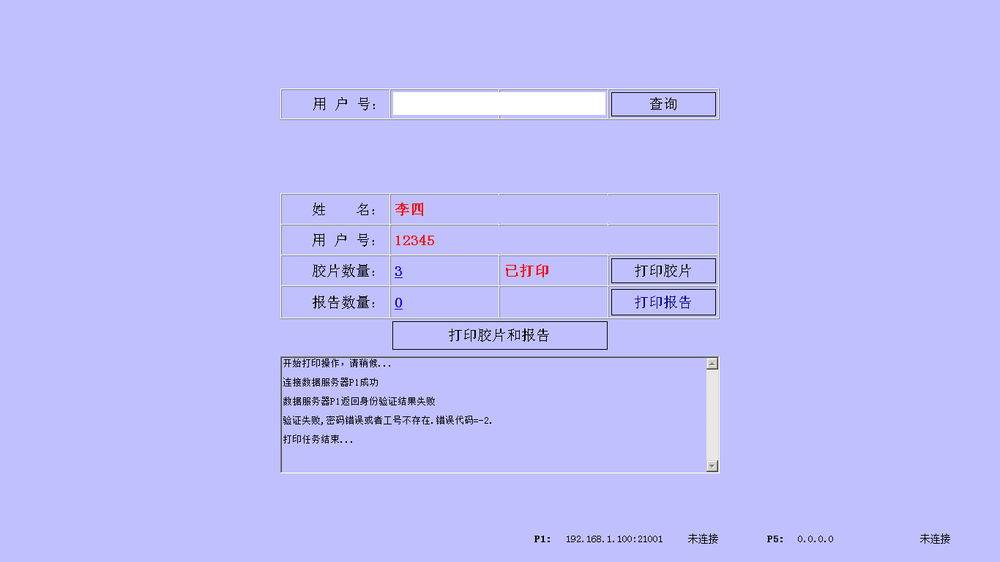 用 户 号： 查询
姓 名： 李四
用 户 号： 12345
胶片数量： 3 已打印 打印胶片
报告数量： 0 打印报告
打印胶片和报告
开始打印操作，请稍候...
连接数据服务器P1成功
数据服务器P1返回身份验证结果失败
验证失败,密码错误或者工号不存在.错误代码=-2.
打印任务结束...
P1: 192.168.1.100:21001 未连接 P5: 0.0.0.0 未连接